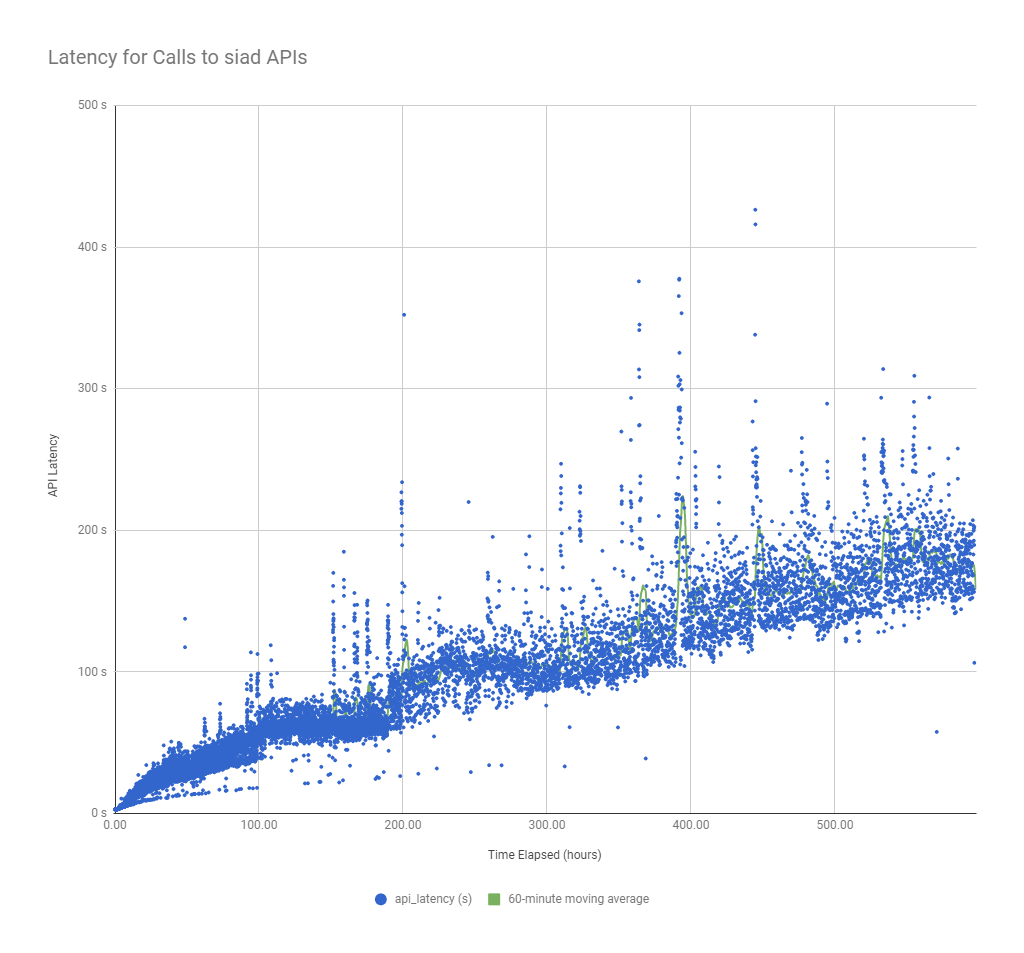 Latency for Calls to siad APIs
500 s
400 s
300 s
200 s
100 s
0 s
API Latency
0.00 100.00 200.00 300.00 400.00 500.00
Time Elapsed (hours)
api_latency (s) 60-minute moving average